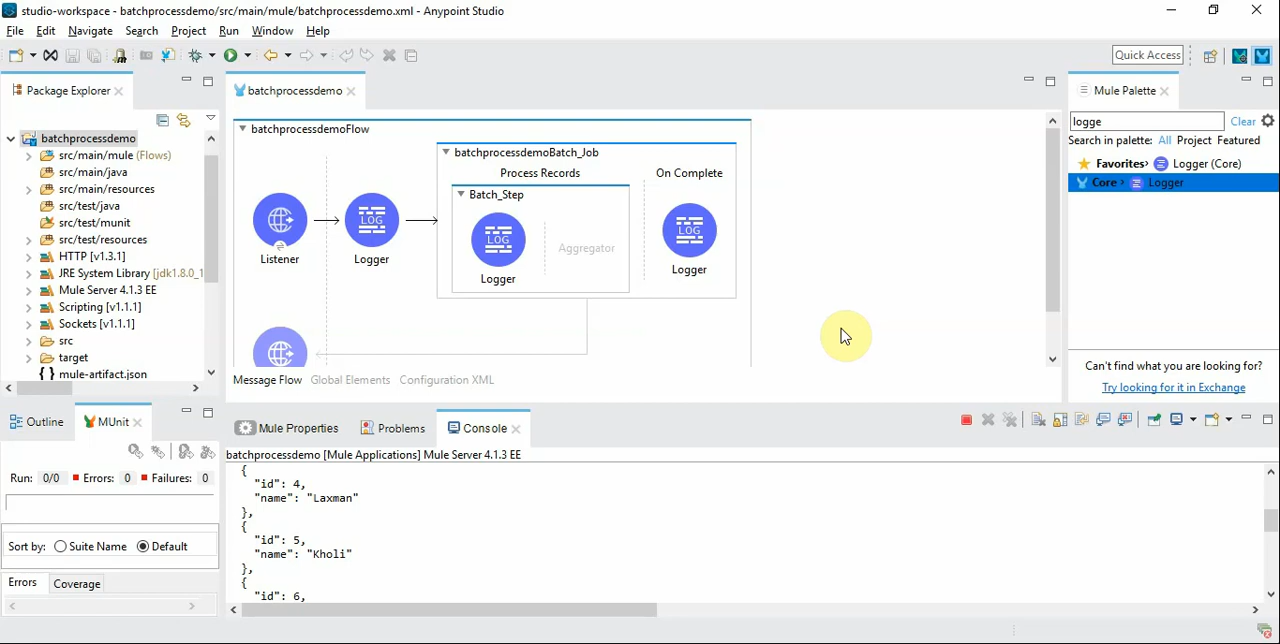 studio-workspace - batchprocessdemo/src/main/mule/batchprocessdemo.xml - Anypoint Studio
File Edit Navigate Search Project Run Window Help
Quick Access
Package Explorer
batchprocessdemo
src/main/mule (Flows)
src/main/java
src/main/resources
src/test/java
src/test/munit
src/test/resources
HTTP [v1.3.1]
JRE System Library [jdk1.8.0_1
Mule Server 4.1.3 EE
Scripting [v1.1.1]
Sockets [v1.1.1]
src
target
mule-artifact.json
batchprocessdemo
batchprocessdemoFlow
batchprocessdemoBatch_Job
Process Records
On Complete
Batch_Step
LOG
LOG
LOG
Aggregator
Listener
Logger
Logger
Logger
Message Flow Global Elements Configuration XML
Mule Palette
logge
Clear
Search in palette: All Project Featured
Favorites> Logger (Core)
Core > Logger
Can't find what you are looking for?
Try looking for it in Exchange
Outline MUnit
Run: 0/0 Errors: 0 Failures: 0
Sort by: Suite Name Default
Errors Coverage
Mule Properties Problems Console
batchprocessdemo [Mule Applications] Mule Server 4.1.3 EE
{
"id": 4,
"name": "Laxman"
},
{
"id": 5,
"name": "Kholi"
},
{
"id": 6,